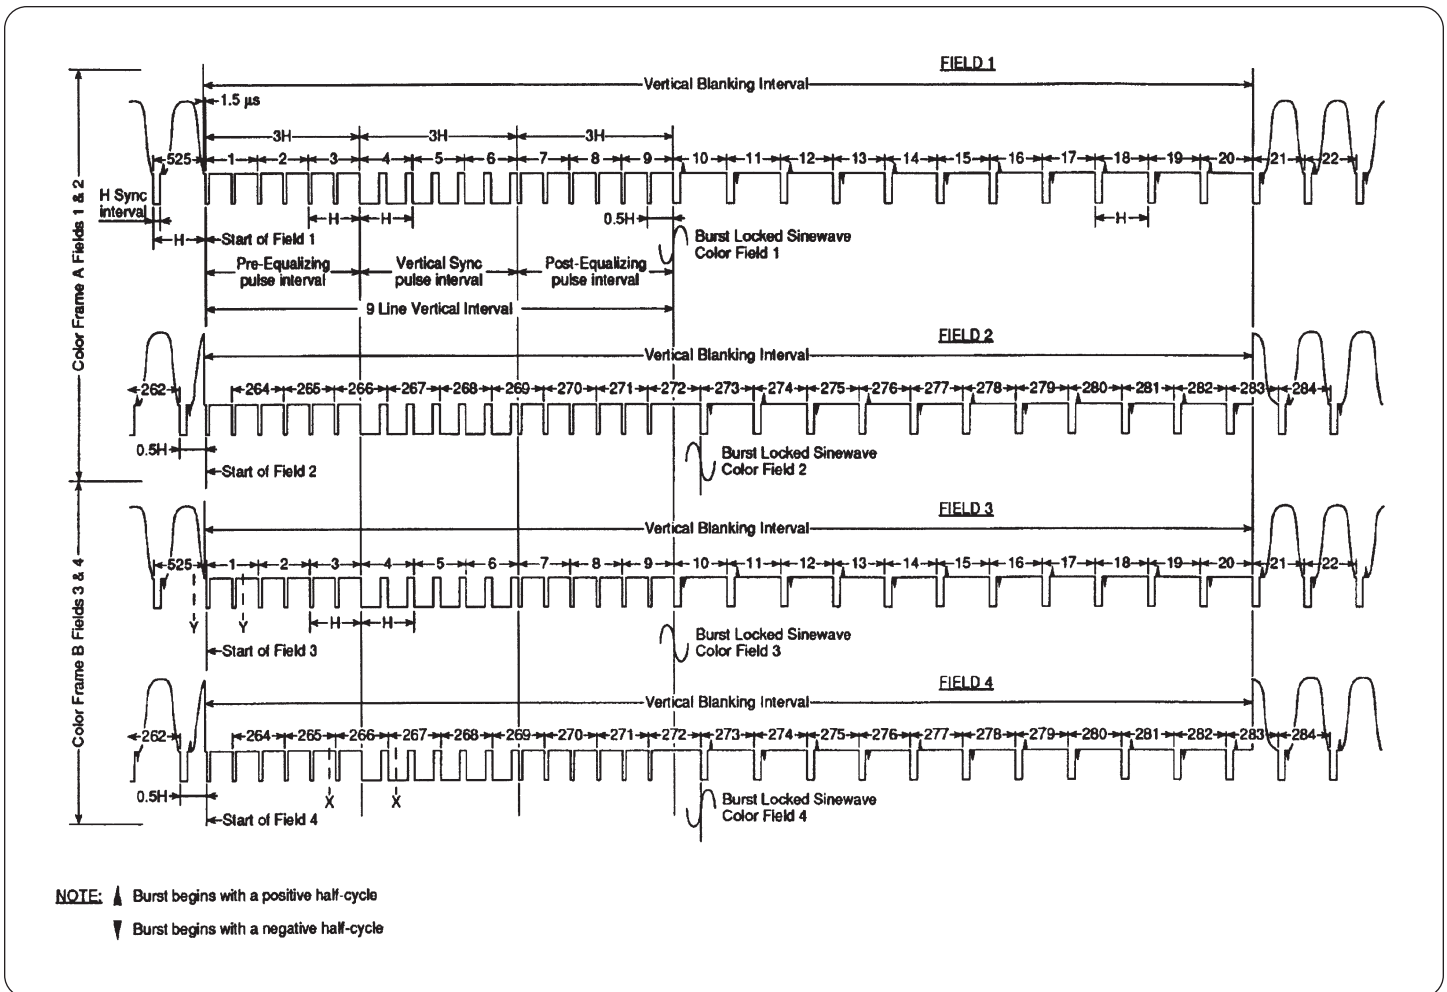 FIELD 1
Vertical Blanking Interval
1.5 µs
3H 3H 3H
525 1 2 3 4 5 6 7 8 9 10 11 12 13 14 15 16 17 18 19 20 21 22
H Sync
interval
H H 0.5H H
H Start of Field 1
Burst Locked Sinewave
Color Field 1
Pre-Equalizing
pulse interval
Vertical Sync
pulse interval
Post-Equalizing
pulse interval
9 Line Vertical Interval
Color Frame A Fields 1 & 2
FIELD 2
Vertical Blanking Interval
262 264 265 266 267 268 269 270 271 272 273 274 275 276 277 278 279 280 281 282 283 284
0.5H
Start of Field 2
Burst Locked Sinewave
Color Field 2
FIELD 3
Vertical Blanking Interval
525 1 2 3 4 5 6 7 8 9 10 11 12 13 14 15 16 17 18 19 20 21 22
Y Y H H
Start of Field 3
Burst Locked Sinewave
Color Field 3
Color Frame B Fields 3 & 4
FIELD 4
Vertical Blanking Interval
262 264 265 266 267 268 269 270 271 272 273 274 275 276 277 278 279 280 281 282 283 284
0.5H X X
Start of Field 4
Burst Locked Sinewave
Color Field 4
NOTE: Burst begins with a positive half-cycle
Burst begins with a negative half-cycle